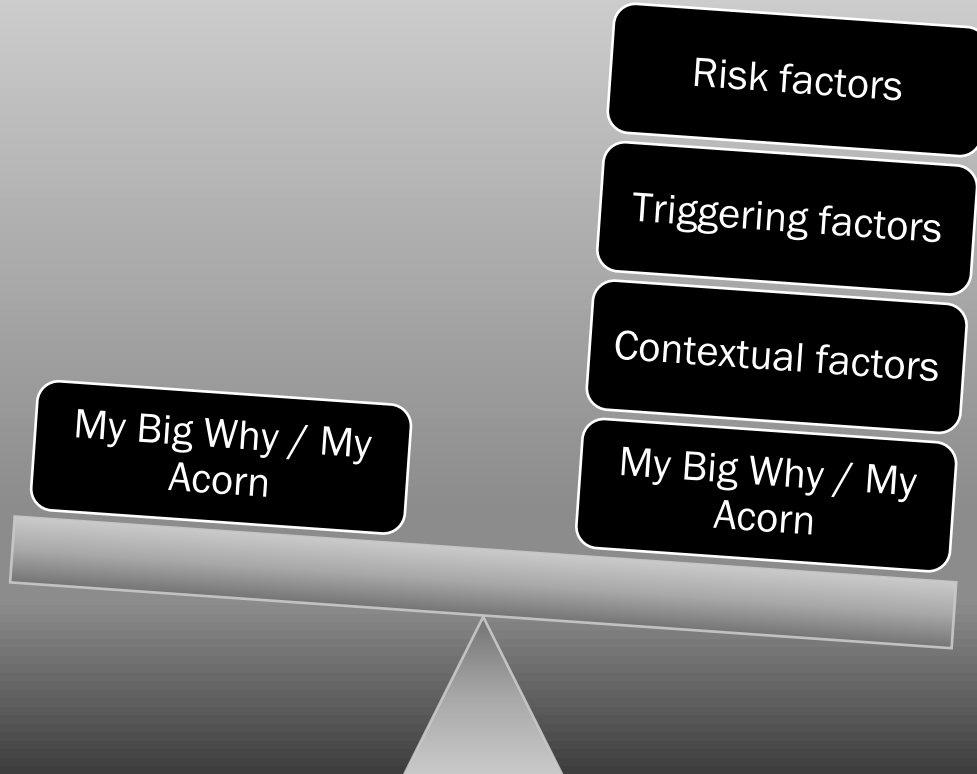 Risk factors
Triggering factors
Contextual factors
My Big Why / My
Acorn
My Big Why / My
Acorn